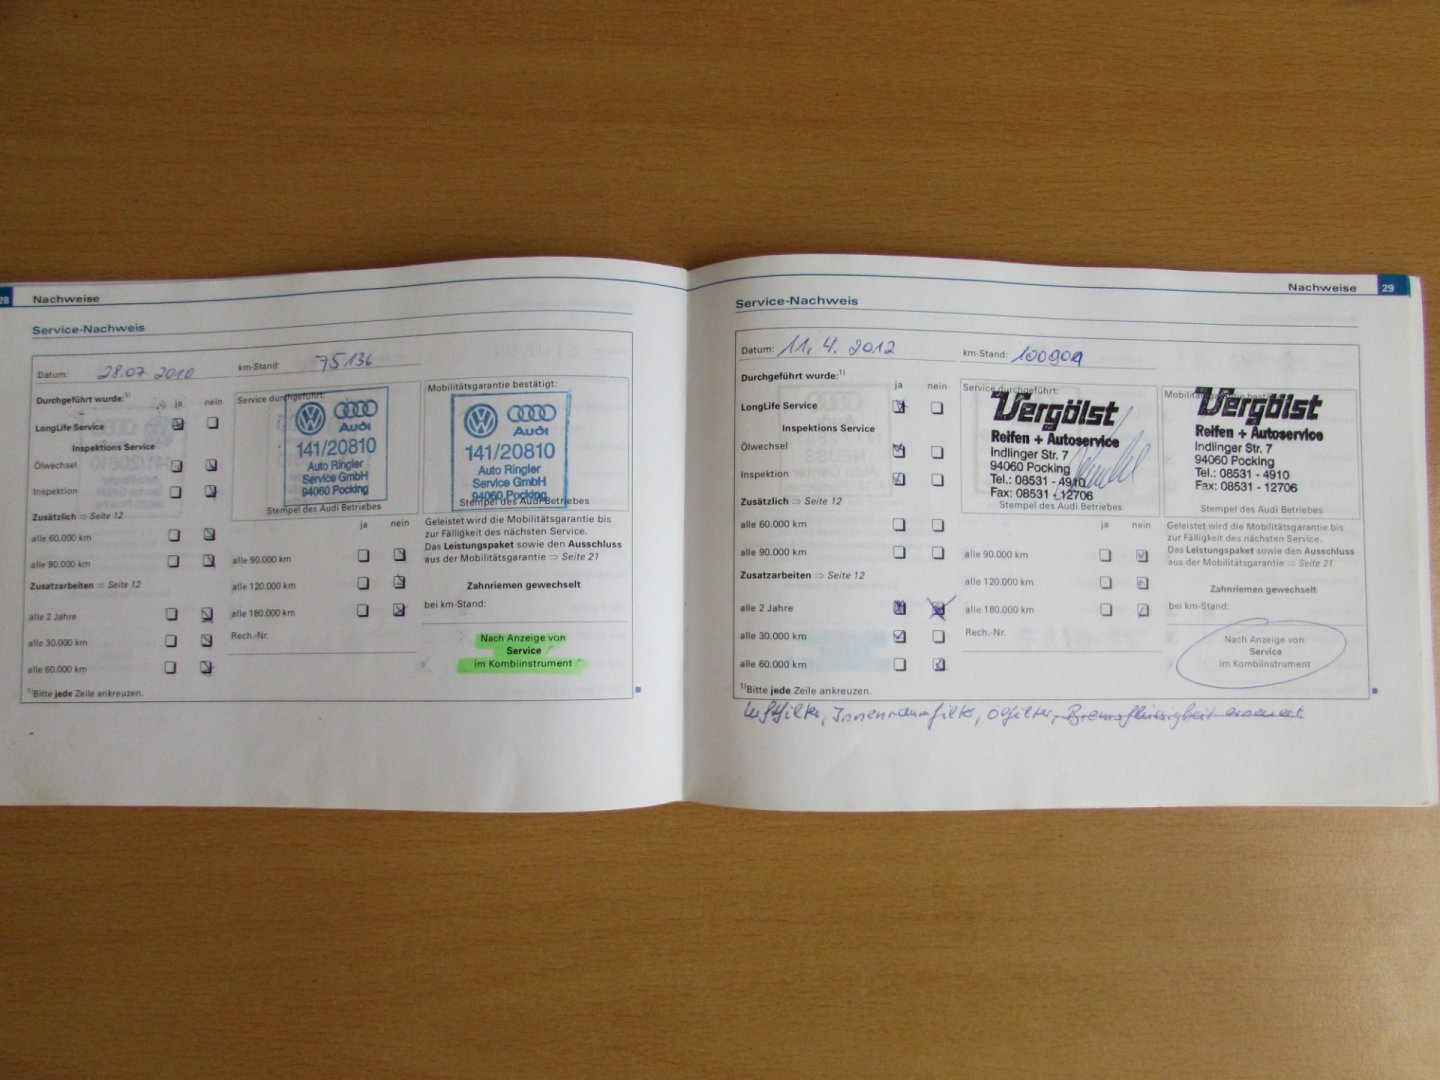 28 Nachweise
Service-Nachweis
Datum: 28.07.2010 km-Stand: 75136
Durchgeführt wurde:1) ja nein
Service durchgeführt:
Mobilitätsgarantie bestätigt:
LongLife Service
Inspektions Service
Ölwechsel
Inspektion
Audi
141/20810
Auto Ringler
Service GmbH
94060 Pocking
Stempel des Audi Betriebes
Audi
141/20810
Auto Ringler
Service GmbH
94060 Pocking
Stempel des Audi Betriebes
Zusätzlich ⇒ Seite 12
alle 60.000 km
alle 90.000 km
Zusatzarbeiten ⇒ Seite 12
alle 2 Jahre
alle 30.000 km
alle 60.000 km
ja nein
alle 90.000 km
alle 120.000 km
alle 180.000 km
Rech.-Nr.
Geleistet wird die Mobilitätsgarantie bis
zur Fälligkeit des nächsten Service.
Das Leistungspaket sowie den Ausschluss
aus der Mobilitätsgarantie ⇒ Seite 21
Zahnriemen gewechselt
bei km-Stand:
Nach Anzeige von
Service
im Kombiinstrument
1)Bitte jede Zeile ankreuzen.
Nachweise 29
Service-Nachweis
Datum: 11. 4. 2012 km-Stand: 100909
Durchgeführt wurde:1) ja nein
LongLife Service
Inspektions Service
Ölwechsel
Inspektion
Service durchgeführt:
Vergölst
Reifen + Autoservice
Indlinger Str. 7
94060 Pocking
Tel.: 08531 - 4910
Fax: 08531 - 12706
Stempel des Audi Betriebes
Vergölst
Reifen + Autoservice
Indlinger Str. 7
94060 Pocking
Tel.: 08531 - 4910
Fax: 08531 - 12706
Stempel des Audi Betriebes
Zusätzlich ⇒ Seite 12
alle 60.000 km
alle 90.000 km
Zusatzarbeiten ⇒ Seite 12
alle 2 Jahre
alle 30.000 km
alle 60.000 km
ja nein
alle 90.000 km
alle 120.000 km
alle 180.000 km
Rech.-Nr.
Geleistet wird die Mobilitätsgarantie bis
zur Fälligkeit des nächsten Service.
Das Leistungspaket sowie den Ausschluss
aus der Mobilitätsgarantie ⇒ Seite 21
Zahnriemen gewechselt
bei km-Stand:
Nach Anzeige von
Service
im Kombiinstrument
1)Bitte jede Zeile ankreuzen.
Luftfilter, Innenraumfilter, Ölfilter, Bremsflüssigkeit erneuert